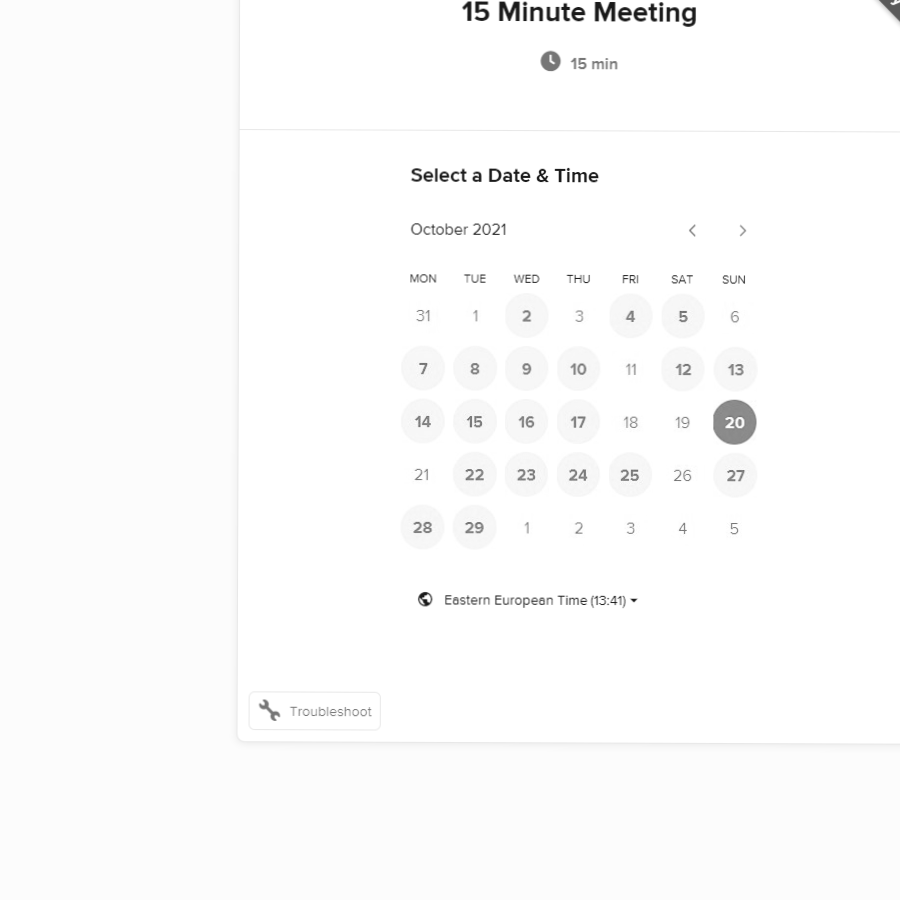 15 Minute Meeting
15 min
Select a Date & Time
October 2021
MON TUE WED THU FRI SAT SUN
31 1 2 3 4 5 6
7 8 9 10 11 12 13
14 15 16 17 18 19 20
21 22 23 24 25 26 27
28 29 1 2 3 4 5
Eastern European Time (13:41)
Troubleshoot